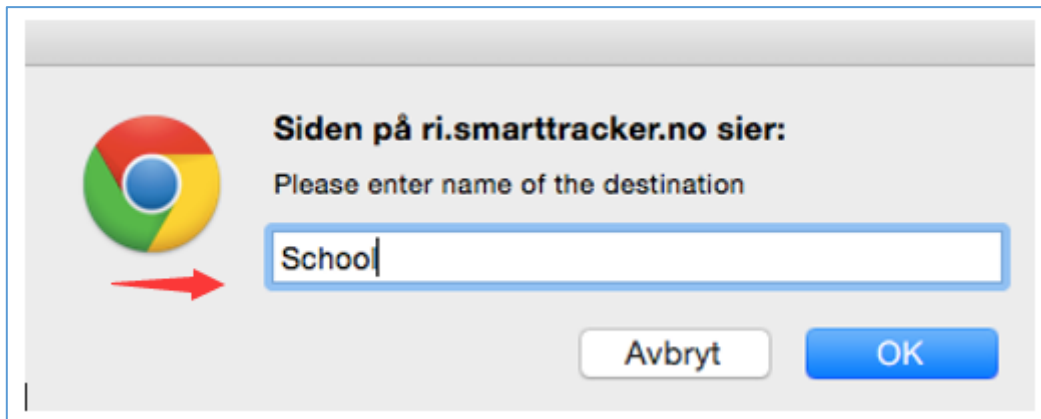 Siden på ri.smarttracker.no sier:
Please enter name of the destination
School
Avbryt OK